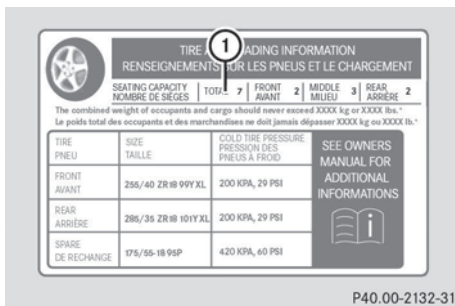 1
TIRE A ADING INFORMATION
RENSEIGNEMENTS SUR LES PNEUS ET LE CHARGEMENT
SEATING CAPACITY TOTAL 7 FRONT 2 MIDDLE 3 REAR 2
NOMBRE DE SIÈGES AVANT MILIEU ARRIÈRE
The combined weight of occupants and cargo should never exceed XXXX kg or XXXX lbs.*
Le poids total des occupants et des marchandises ne doit jamais dépasser XXXX kg ou XXXX lb.*
TIRE SIZE COLD TIRE PRESSURE
PNEU TAILLE PRESSION DES
PNEUS À FROID
SEE OWNERS
MANUAL FOR
ADDITIONAL
INFORMATIONS
FRONT
AVANT 255/40 ZR18 99Y XL 200 KPA, 29 PSI
REAR
ARRIÈRE 285/35 ZR18 101Y XL 200 KPA, 29 PSI
SPARE
DE RECHANGE 175/55-18 95P 420 KPA, 60 PSI
i
P40.00-2132-31